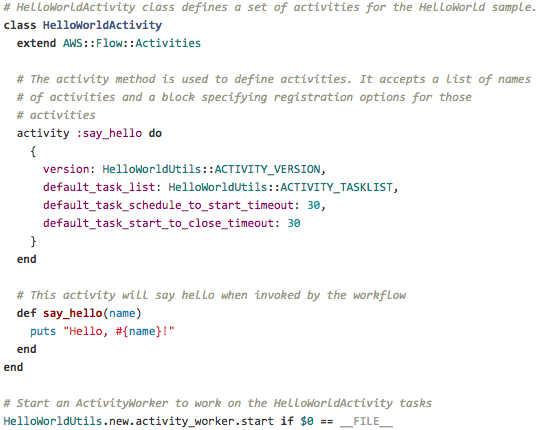 # HelloWorldActivity class defines a set of activities for the HelloWorld sample.
class HelloWorldActivity
  extend AWS::Flow::Activities

  # The activity method is used to define activities. It accepts a list of names
  # of activities and a block specifying registration options for those
  # activities
  activity :say_hello do
    {
      version: HelloWorldUtils::ACTIVITY_VERSION,
      default_task_list: HelloWorldUtils::ACTIVITY_TASKLIST,
      default_task_schedule_to_start_timeout: 30,
      default_task_start_to_close_timeout: 30
    }
  end

  # This activity will say hello when invoked by the workflow
  def say_hello(name)
    puts "Hello, #{name}!"
  end
end

# Start an ActivityWorker to work on the HelloWorldActivity tasks
HelloWorldUtils.new.activity_worker.start if $0 == __FILE__